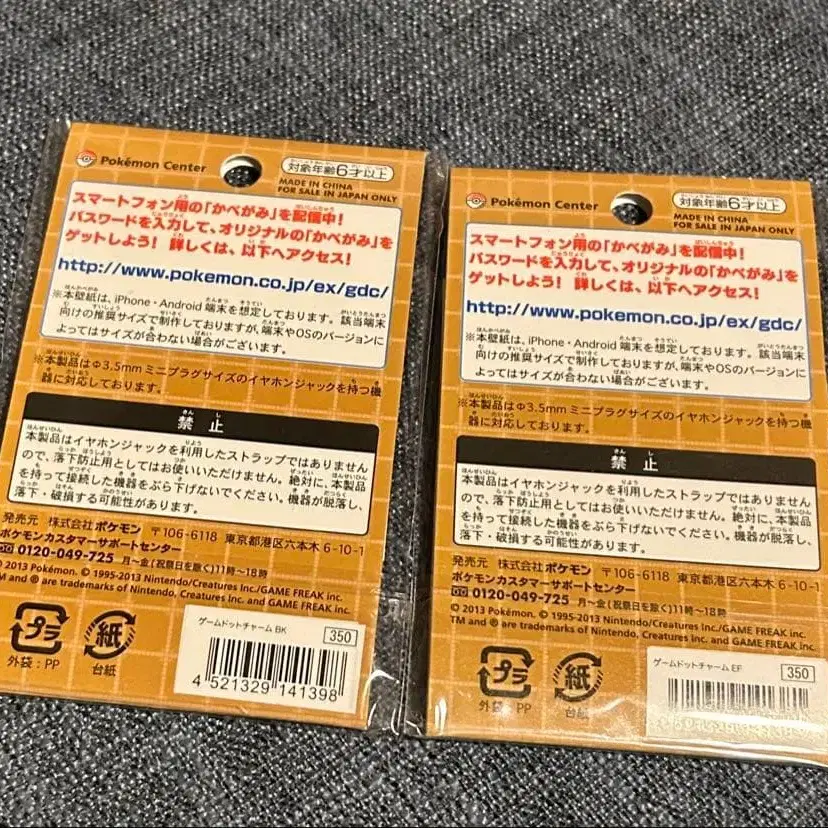 Pokémon Center
対象年齢6才以上
MADE IN CHINA
FOR SALE IN JAPAN ONLY
スマートフォン用の「かべがみ」を配信中!
パスワードを入力して、オリジナルの「かべがみ」を
ゲットしよう! 詳しくは、以下へアクセス!
http://www.pokemon.co.jp/ex/gdc/
※本壁紙は、iPhone・Android 端末を想定しております。該当端末
向けの推奨サイズで制作しておりますが、端末やOSのバージョンに
よってはサイズが合わない場合がございます。
※本製品はΦ3.5mm ミニプラグサイズのイヤホンジャックを持つ機
器に対応しております。
禁止
本製品はイヤホンジャックを利用したストラップではありません
ので、落下防止用としてはお使いいただけません。絶対に、本製品
を持って接続した機器をぶら下げないでください。機器が脱落し、
落下・破損する可能性があります。
発売元 株式会社ポケモン 〒106-6118 東京都港区六本木 6-10-1
ポケモンカスタマーサポートセンター
0120-049-725 月~金(祝祭日を除く)11時~18時
© 2013 Pokémon. © 1995-2013 Nintendo/Creatures Inc./GAME FREAK inc.
TM and ® are trademarks of Nintendo, Creatures Inc. and GAME FREAK inc.
プラ
外袋:PP
紙
台紙
ゲームドットチャーム BK
350
4 521329 141398
Pokémon Center
対象年齢6才以上
MADE IN CHINA
FOR SALE IN JAPAN ONLY
スマートフォン用の「かべがみ」を配信中!
パスワードを入力して、オリジナルの「かべがみ」を
ゲットしよう! 詳しくは、以下へアクセス!
http://www.pokemon.co.jp/ex/gdc/
※本壁紙は、iPhone・Android 端末を想定しております。該当端末
向けの推奨サイズで制作しておりますが、端末やOSのバージョンに
よってはサイズが合わない場合がございます。
※本製品はΦ3.5mm ミニプラグサイズのイヤホンジャックを持つ機
器に対応しております。
禁止
本製品はイヤホンジャックを利用したストラップではありません
ので、落下防止用としてはお使いいただけません。絶対に、本製品
を持って接続した機器をぶら下げないでください。機器が脱落し、
落下・破損する可能性があります。
発売元 株式会社ポケモン 〒106-6118 東京都港区六本木 6-10-1
ポケモンカスタマーサポートセンター
0120-049-725 月~金(祝祭日を除く)11時~18時
© 2013 Pokémon. © 1995-2013 Nintendo/Creatures Inc./GAME FREAK inc.
TM and ® are trademarks of Nintendo, Creatures Inc. and GAME FREAK inc.
プラ
外袋:PP
紙
台紙
ゲームドットチャーム EF
350